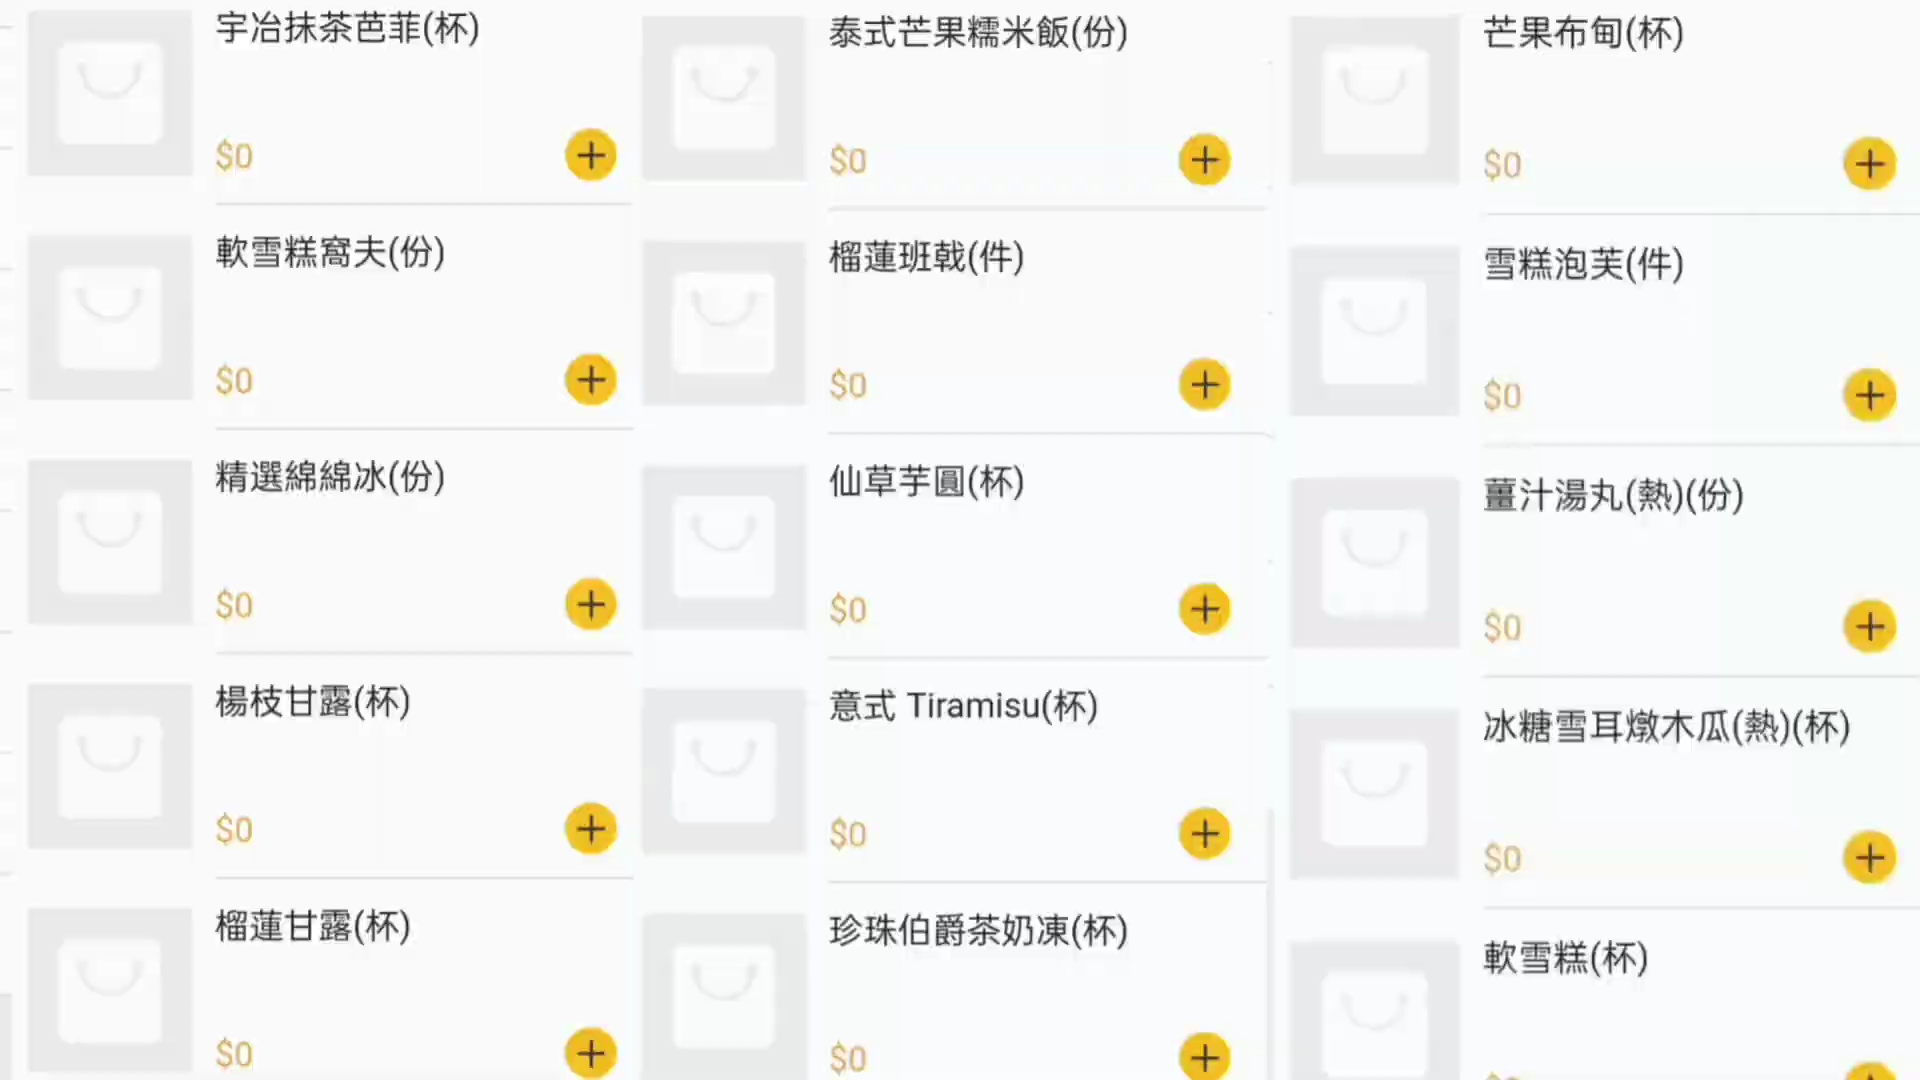 宇冶抹茶芭菲(杯)
$0
軟雪糕窩夫(份)
$0
精選綿綿冰(份)
$0
楊枝甘露(杯)
$0
榴蓮甘露(杯)
$0
泰式芒果糯米飯(份)
$0
榴蓮班戟(件)
$0
仙草芋圓(杯)
$0
意式 Tiramisu(杯)
$0
珍珠伯爵茶奶凍(杯)
$0
芒果布甸(杯)
$0
雪糕泡芙(件)
$0
薑汁湯丸(熱)(份)
$0
冰糖雪耳燉木瓜(熱)(杯)
$0
軟雪糕(杯)